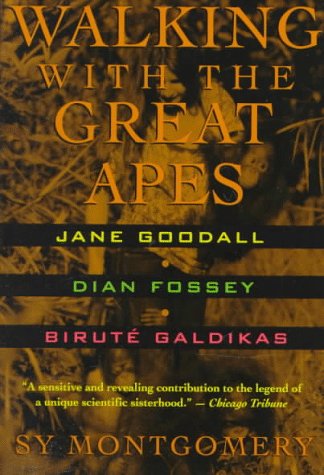 WALKING
WITH THE
GREAT
APES
JANE GOODALL
DIAN FOSSEY
BIRUTÉ GALDIKAS
"A sensitive and revealing contribution to the legend of
a unique scientific sisterhood." — Chicago Tribune
SY MONTGOMERY